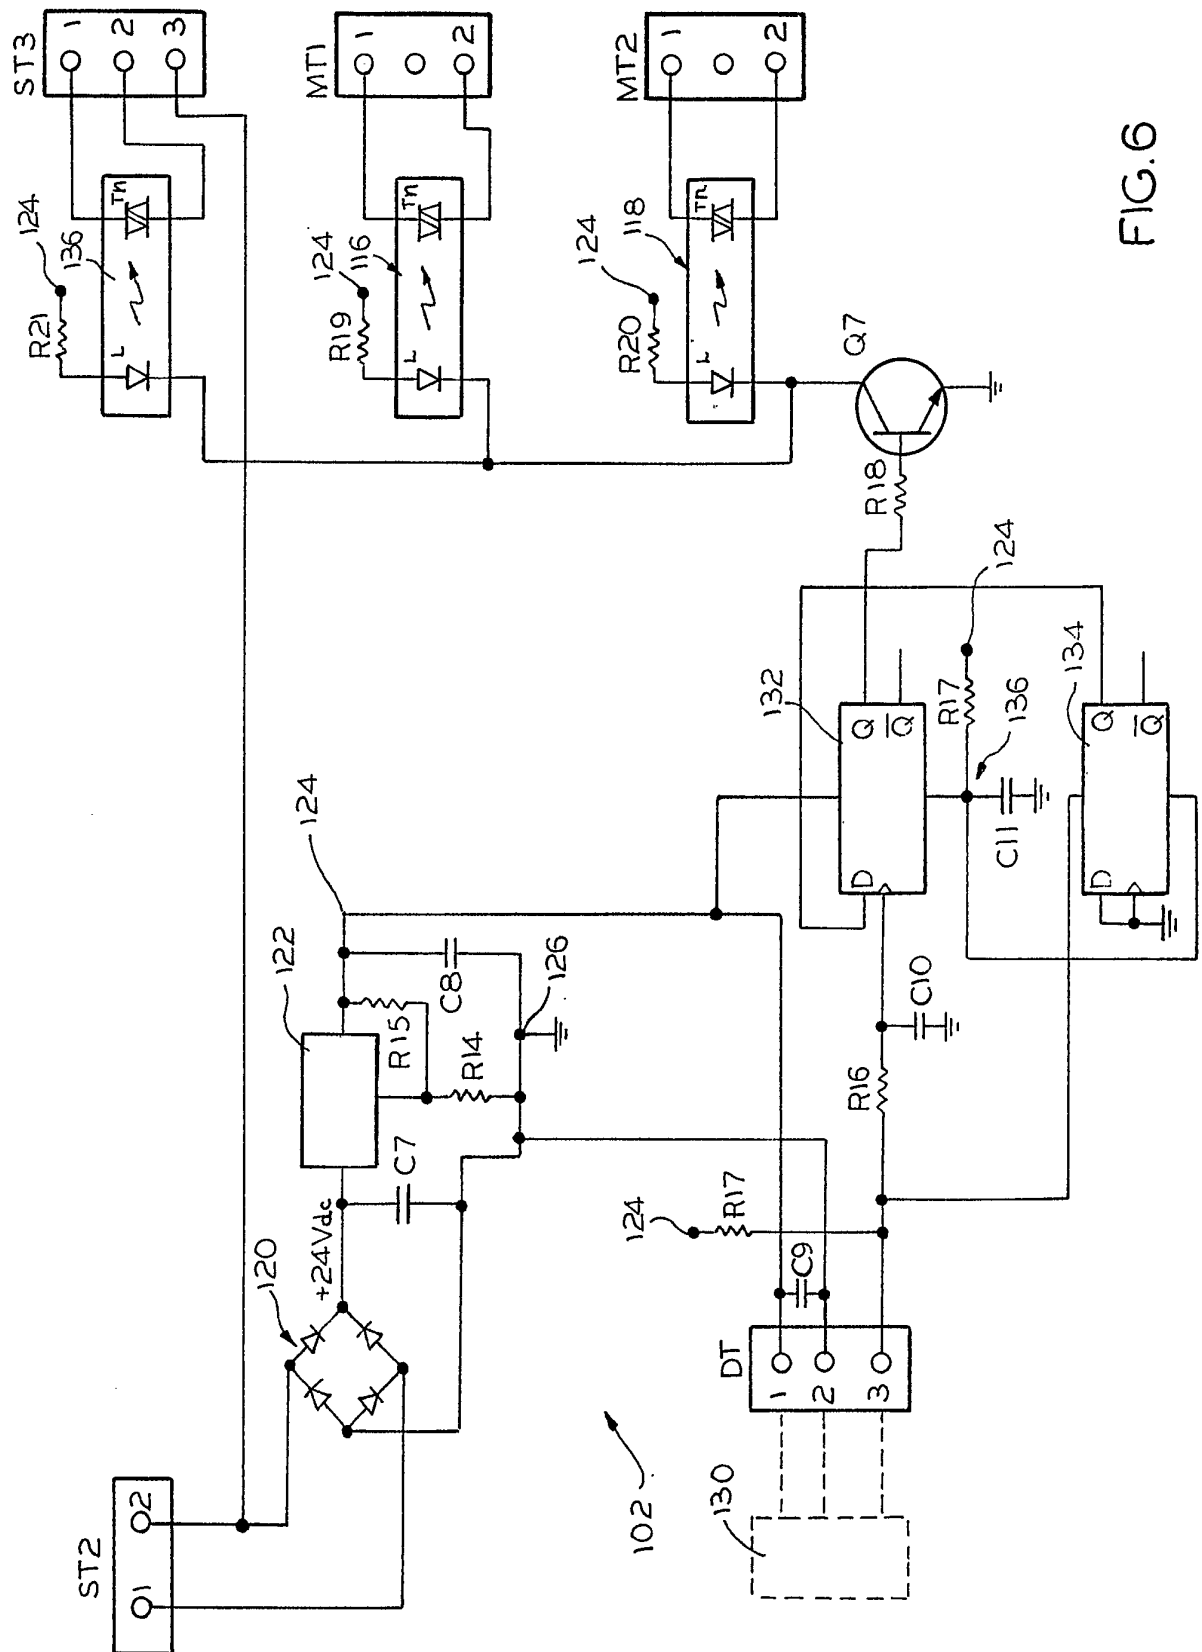 ST2
1
2
120
+24Vdc
C7
122
R15
R14
C8
124
126
ST3
1
2
3
124
136
R21
L
Tn
MT1
1
2
124
116
R19
L
Tn
MT2
1
2
124
118
R20
L
Tn
Q7
R18
102
130
DT
1
2
3
C9
124
R17
R16
C10
132
D
Q
Q̅
R17
124
136
C11
134
D
Q
Q̅
FIG.6